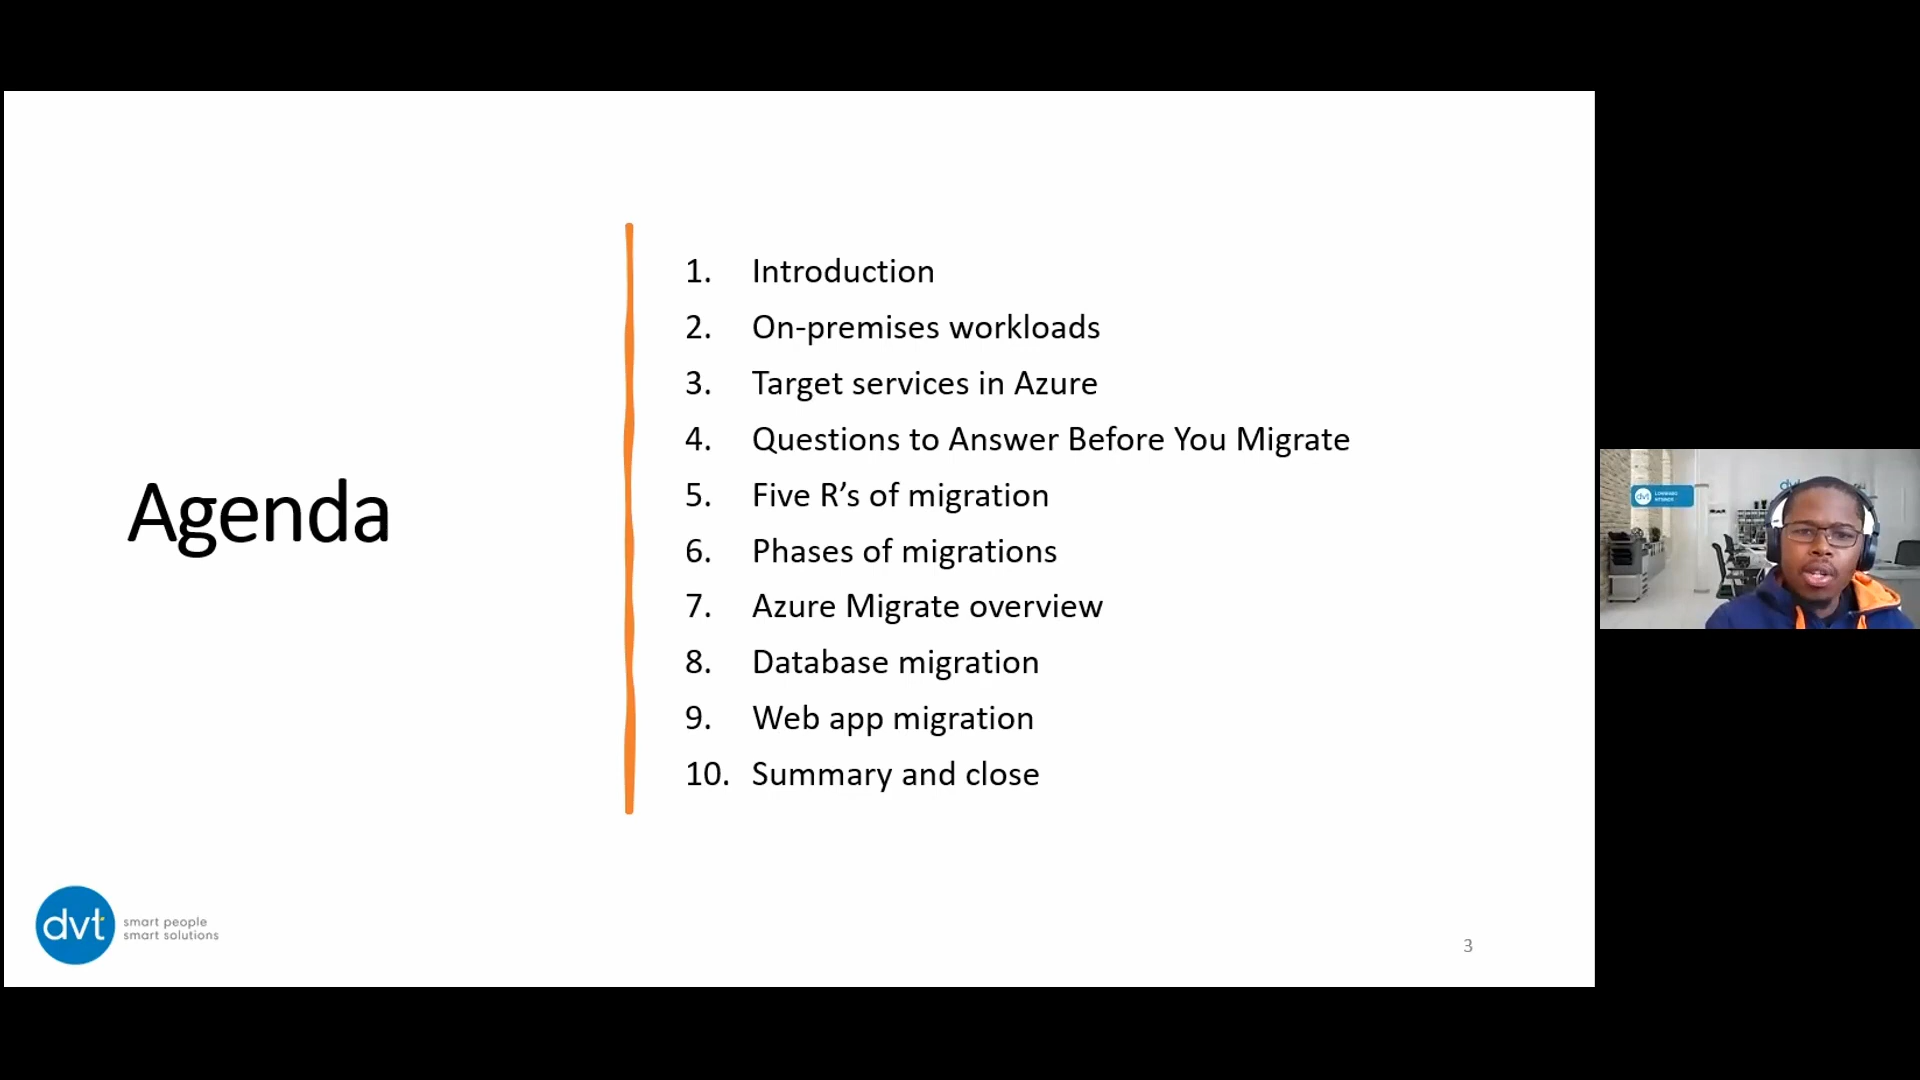 Agenda
1. Introduction
2. On-premises workloads
3. Target services in Azure
4. Questions to Answer Before You Migrate
5. Five R’s of migration
6. Phases of migrations
7. Azure Migrate overview
8. Database migration
9. Web app migration
10. Summary and close
dvt
smart people
smart solutions
3
dvt